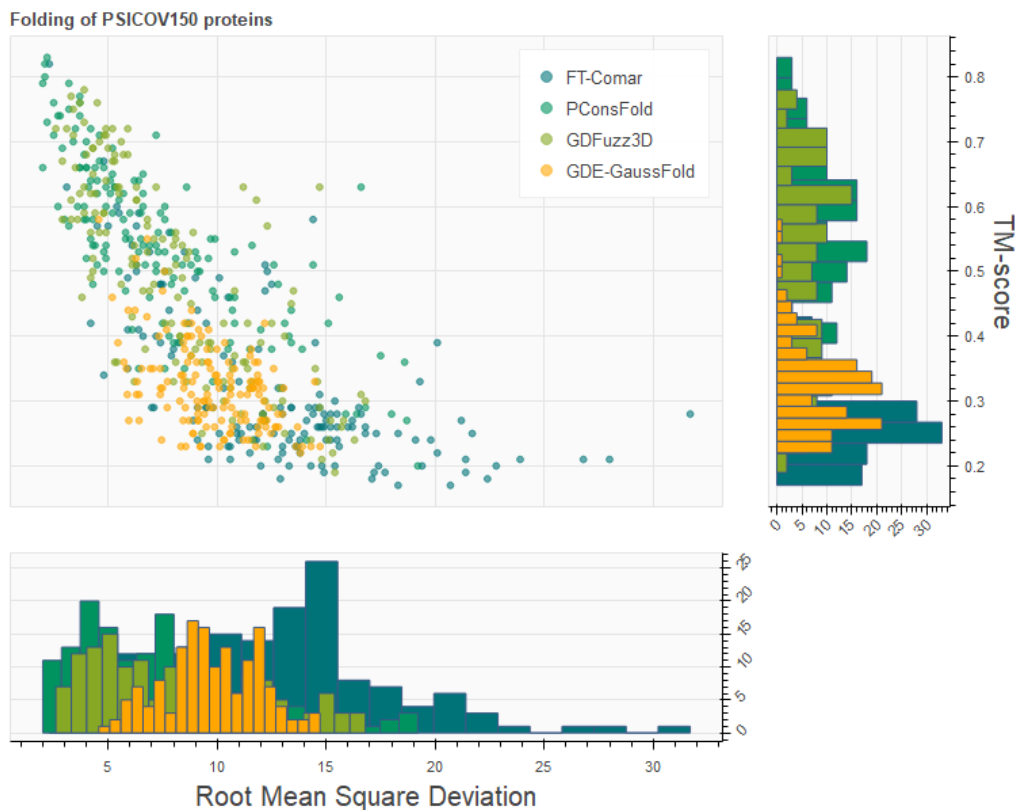 Folding of PSICOV150 proteins
FT-Comar
PConsFold
GDFuzz3D
GDE-GaussFold
0.8
0.7
0.6
0.5
0.4
0.3
0.2
TM-score
0 5 10 15 20 25 30
25
20
15
10
5
0
5 10 15 20 25 30
Root Mean Square Deviation